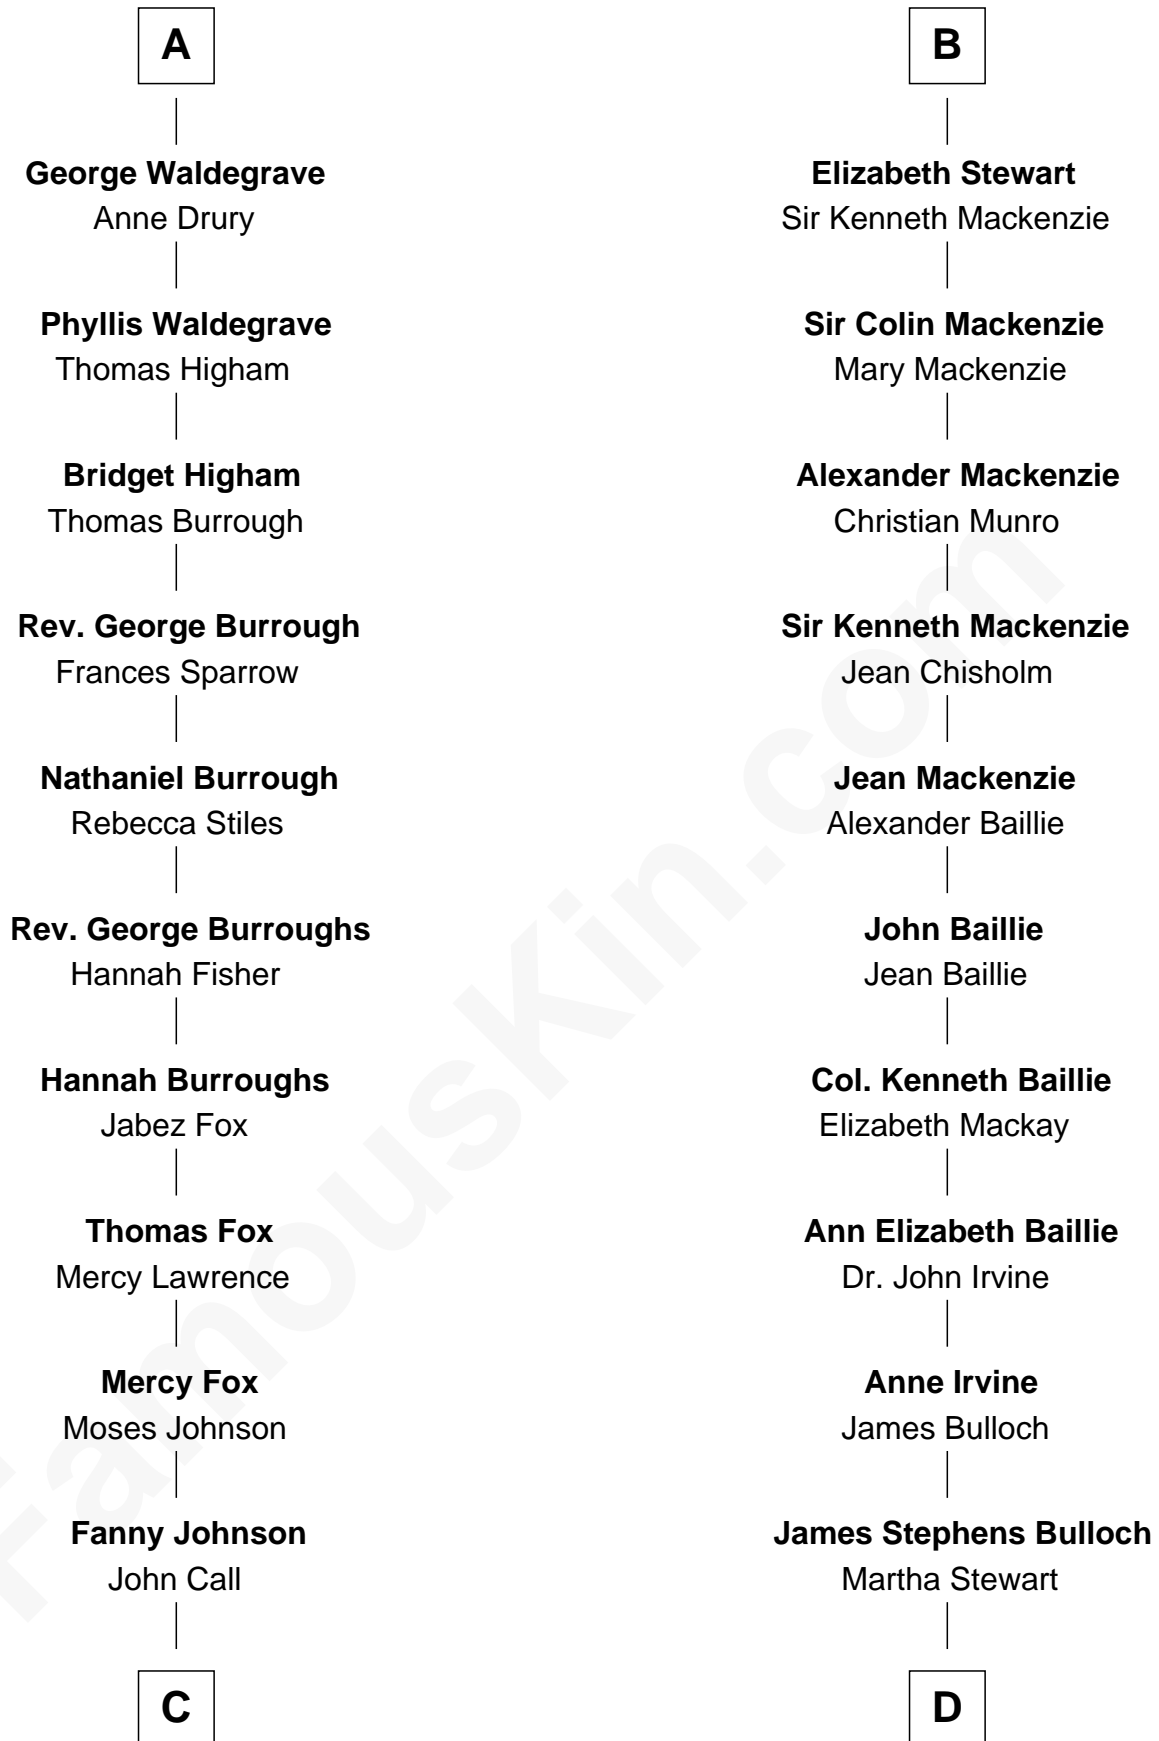 A
George Waldegrave
Anne Drury
Phyllis Waldegrave
Thomas Higham
Bridget Higham
Thomas Burrough
Rev. George Burrough
Frances Sparrow
Nathaniel Burrough
Rebecca Stiles
Rev. George Burroughs
Hannah Fisher
Hannah Burroughs
Jabez Fox
Thomas Fox
Mercy Lawrence
Mercy Fox
Moses Johnson
Fanny Johnson
John Call
C
B
Elizabeth Stewart
Sir Kenneth Mackenzie
Sir Colin Mackenzie
Mary Mackenzie
Alexander Mackenzie
Christian Munro
Sir Kenneth Mackenzie
Jean Chisholm
Jean Mackenzie
Alexander Baillie
John Baillie
Jean Baillie
Col. Kenneth Baillie
Elizabeth Mackay
Ann Elizabeth Baillie
Dr. John Irvine
Anne Irvine
James Bulloch
James Stephens Bulloch
Martha Stewart
D
FamousKin.com